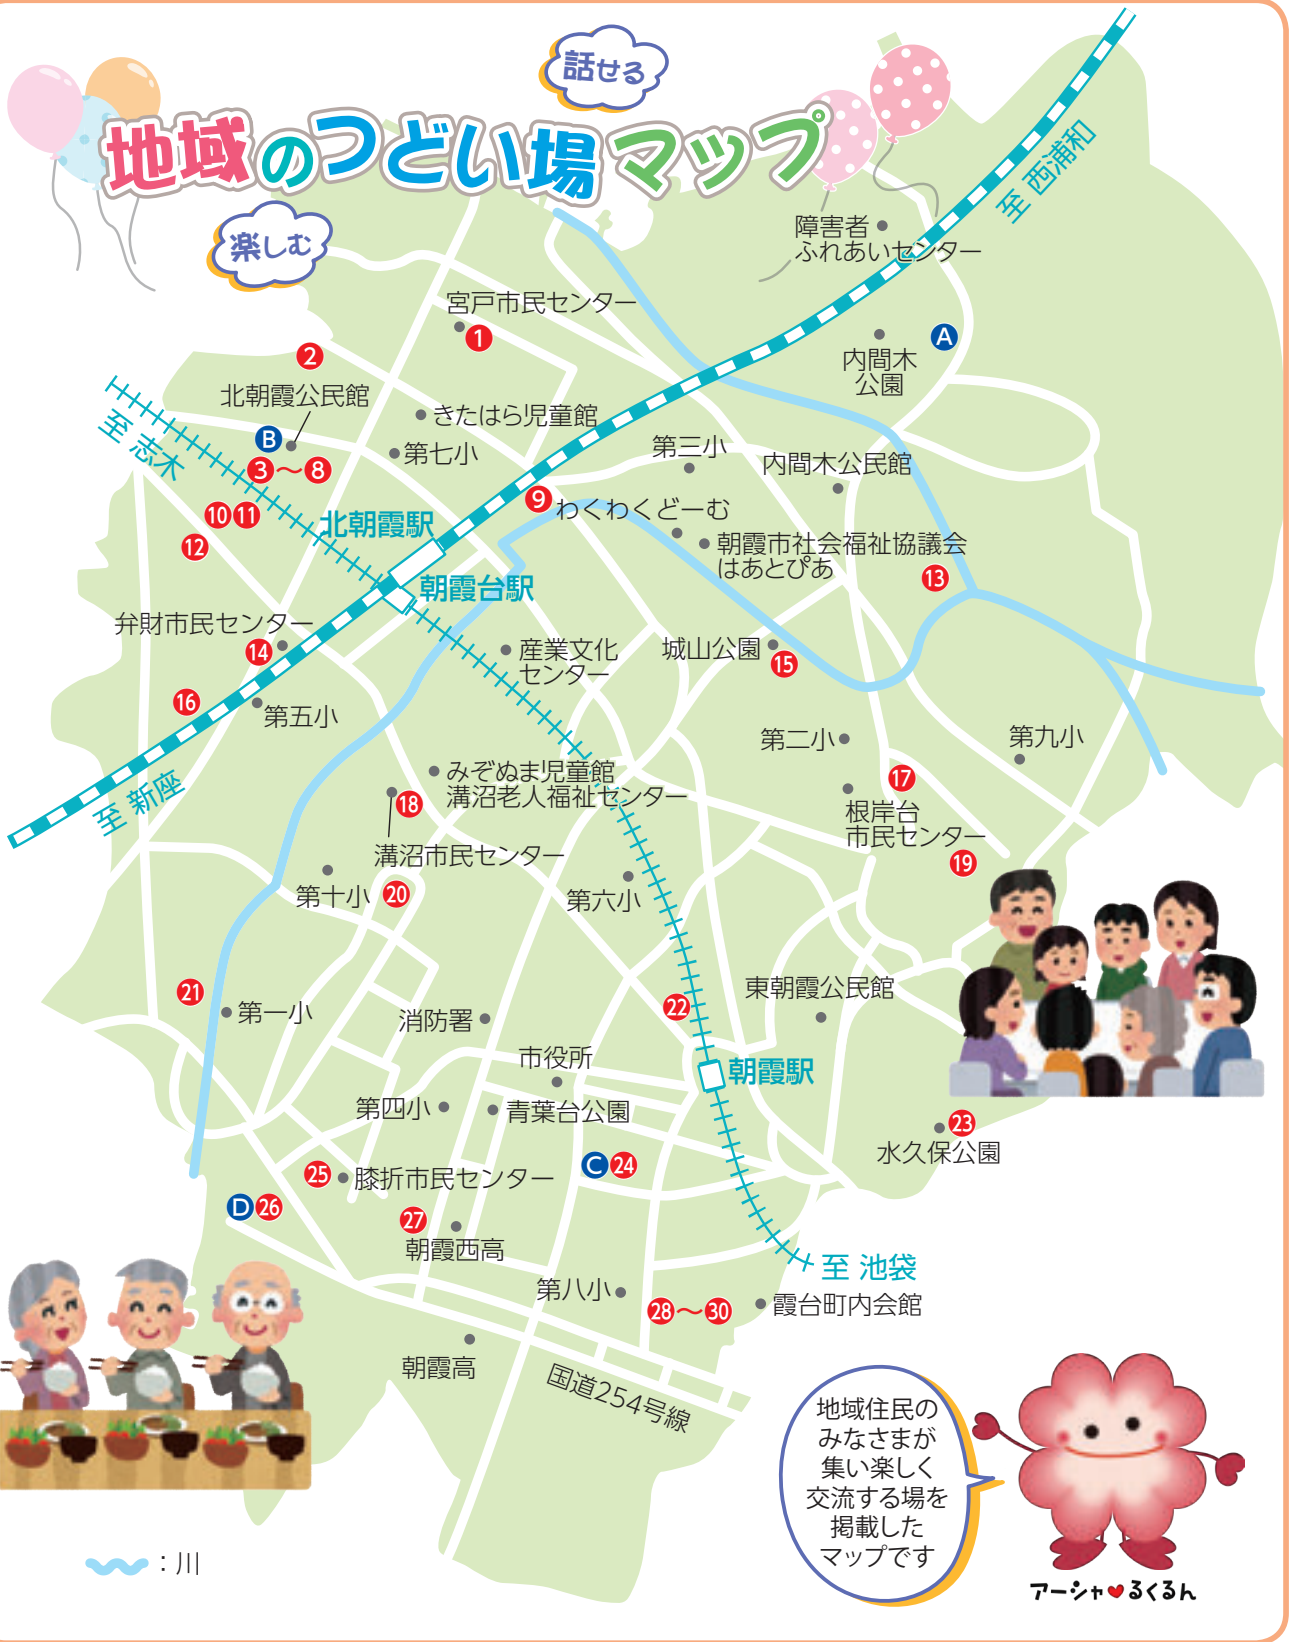 話せる
地域のつどい場マップ
楽しむ
至 西浦和
障害者
ふれあいセンター
宮戸市民センター
1
2
A
内間木
公園
北朝霞公民館
きたはら児童館
至 志木
B
3～8
第七小
第三小
内間木公民館
9
わくわくどーむ
10 11
12
北朝霞駅
朝霞市社会福祉協議会
はあとぴあ
13
朝霞台駅
弁財市民センター
14
産業文化
センター
城山公園
15
16
第五小
第二小
第九小
至 新座
みぞぬま児童館
溝沼老人福祉センター
17
18
根岸台
市民センター
溝沼市民センター
19
第十小
20
第六小
21
第一小
消防署
22
東朝霞公民館
市役所
朝霞駅
第四小
青葉台公園
23
水久保公園
25
膝折市民センター
C 24
D 26
27
朝霞西高
至 池袋
第八小
28～30
霞台町内会館
朝霞高
国道254号線
地域住民の
みなさまが
集い楽しく
交流する場を
掲載した
マップです
：川
アーシャ♥るくるん